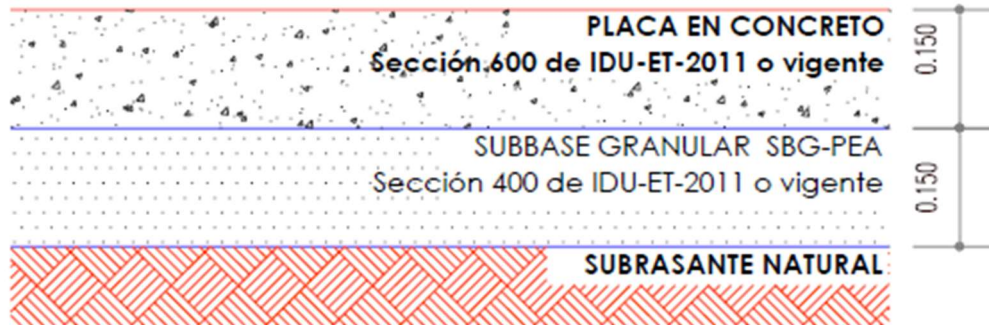 PLACA EN CONCRETO
Sección 600 de IDU-ET-2011 o vigente
0.150
SUBBASE GRANULAR SBG-PEA
Sección 400 de IDU-ET-2011 o vigente
0.150
SUBRASANTE NATURAL